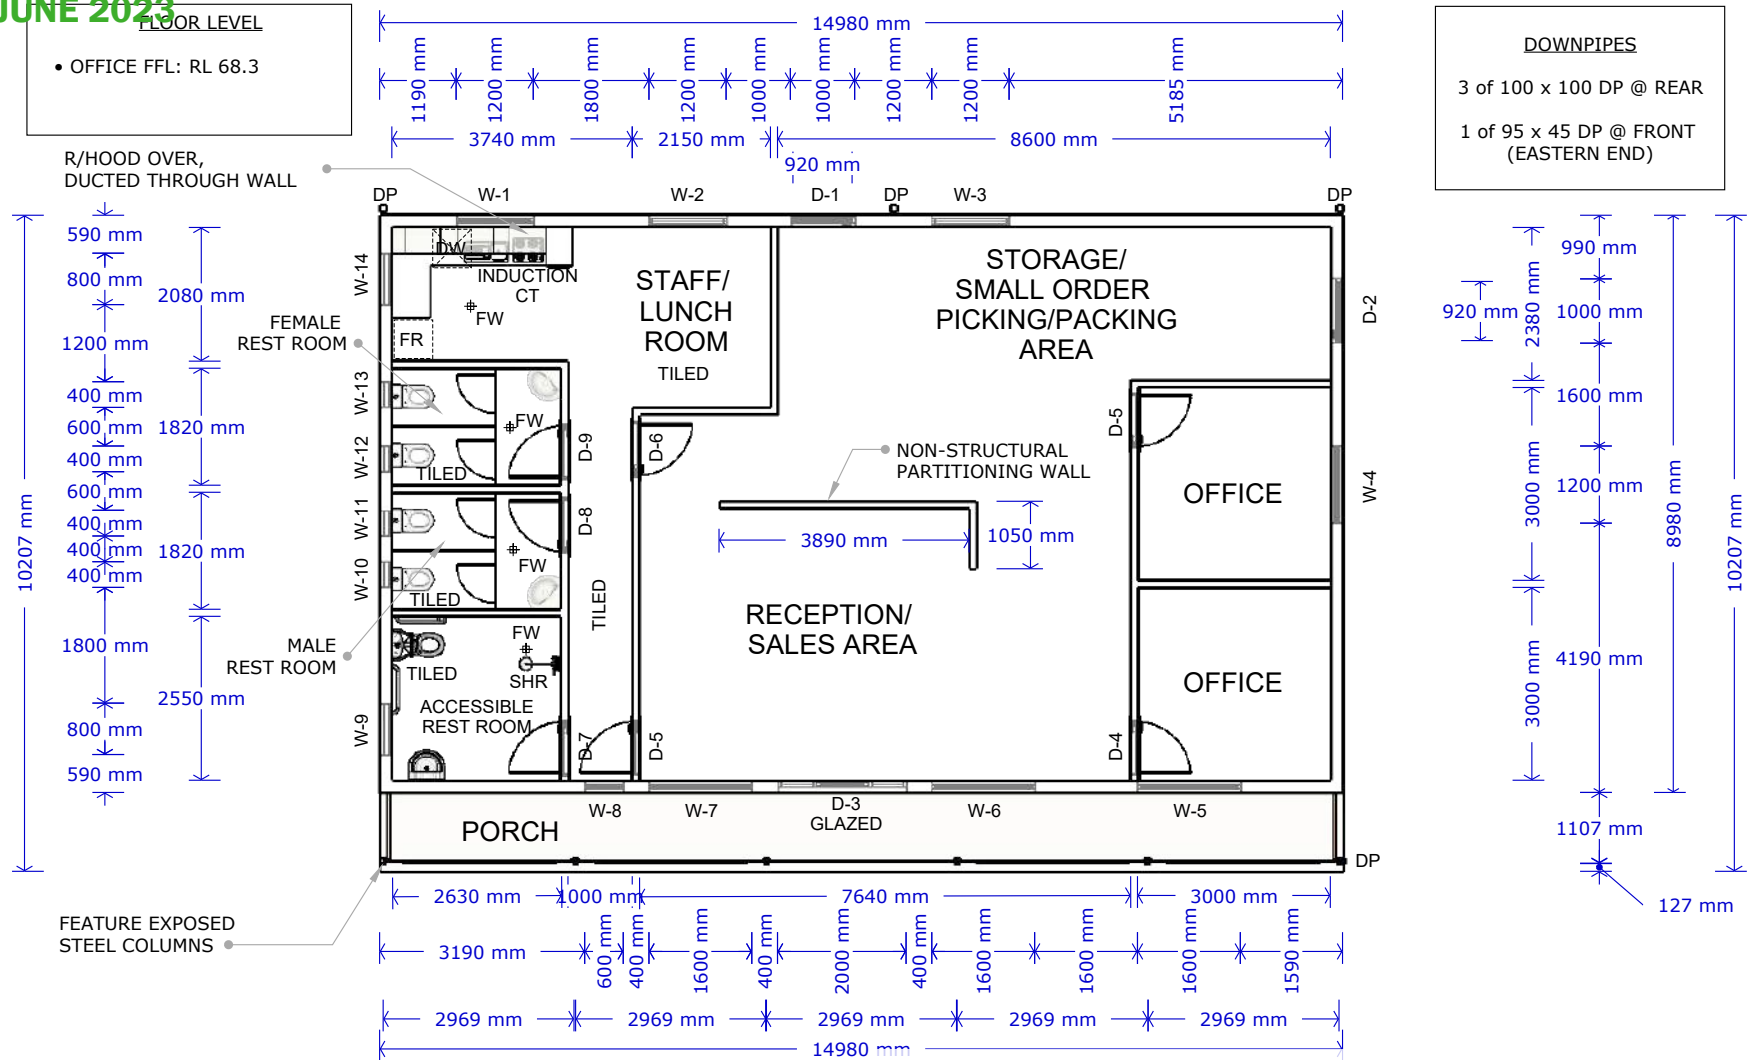 JUNE 2023
FLOOR LEVEL
• OFFICE FFL: RL 68.3
DOWNPIPES
3 of 100 x 100 DP @ REAR
1 of 95 x 45 DP @ FRONT
(EASTERN END)
14980 mm
1190 mm
1200 mm
1800 mm
1200 mm
1000 mm
1000 mm
1200 mm
1200 mm
5185 mm
3740 mm
2150 mm
8600 mm
920 mm
R/HOOD OVER,
DUCTED THROUGH WALL
DP
W-1
W-2
D-1
DP
W-3
DP
10207 mm
590 mm
800 mm
1200 mm
400 mm
600 mm
400 mm
600 mm
400 mm
400 mm
400 mm
1800 mm
800 mm
590 mm
2080 mm
1820 mm
1820 mm
2550 mm
FEMALE
REST ROOM
MALE
REST ROOM
W-14
W-13
W-12
W-11
W-10
W-9
DW
INDUCTION
CT
FW
FR
STAFF/
LUNCH
ROOM
TILED
STORAGE/
SMALL ORDER
PICKING/PACKING
AREA
FW
TILED
D-9
D-6
D-5
NON-STRUCTURAL
PARTITIONING WALL
OFFICE
D-8
FW
TILED
TILED
3890 mm
1050 mm
RECEPTION/
SALES AREA
OFFICE
FW
TILED
SHR
ACCESSIBLE
REST ROOM
D-7
D-5
D-4
D-2
W-4
W-8
W-7
D-3
GLAZED
W-6
W-5
PORCH
DP
920 mm
2380 mm
3000 mm
3000 mm
990 mm
1000 mm
1600 mm
1200 mm
4190 mm
1107 mm
127 mm
8980 mm
10207 mm
FEATURE EXPOSED
STEEL COLUMNS
2630 mm
1000 mm
7640 mm
3000 mm
3190 mm
600 mm
400 mm
1600 mm
400 mm
2000 mm
400 mm
1600 mm
1600 mm
1600 mm
1590 mm
2969 mm
2969 mm
2969 mm
2969 mm
2969 mm
14980 mm